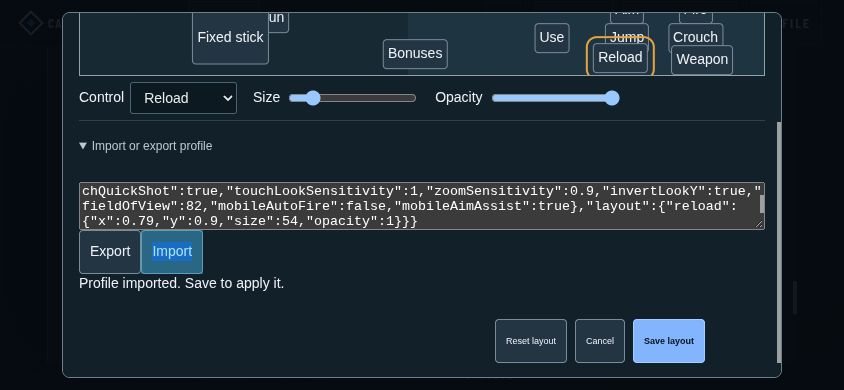 Fixed stick
Bonuses
Use
Jump
Crouch
Reload
Weapon
Control
Reload
Size
Opacity
▼ Import or export profile
chQuickShot":true,"touchLookSensitivity":1,"zoomSensitivity":0.9,"invertLookY":true,"
fieldOfView":82,"mobileAutoFire":false,"mobileAimAssist":true},"layout":{"reload":
{"x":0.79,"y":0.9,"size":54,"opacity":1}}}
Export
Import
Profile imported. Save to apply it.
Reset layout
Cancel
Save layout